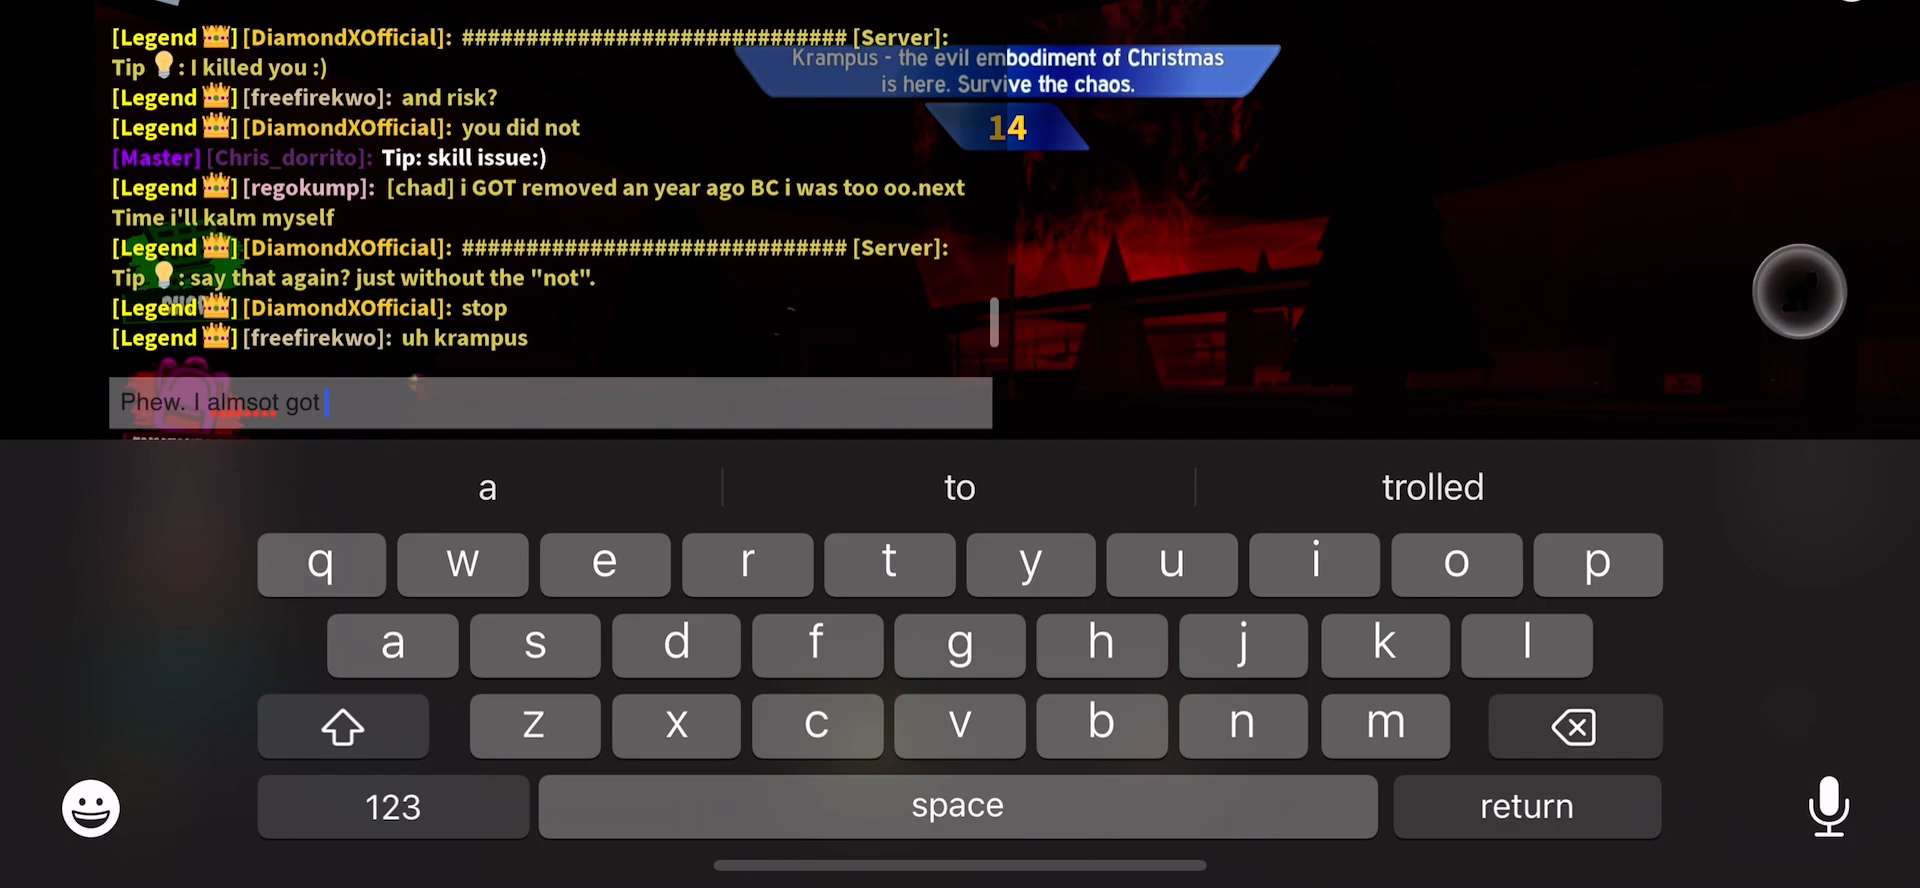 [Legend 👑] [DiamondXOfficial]: ############################ [Server]:
Tip 💡: I killed you :)
[Legend 👑] [freefirekwo]: and risk?
[Legend 👑] [DiamondXOfficial]: you did not
[Master] [Chris_dorrito]: Tip: skill issue:)
[Legend 👑] [regokump]: [chad] i GOT removed an year ago BC i was too oo.next
Time i'll kalm myself
[Legend 👑] [DiamondXOfficial]: ############################ [Server]:
Tip 💡: say that again? just without the "not".
[Legend 👑] [DiamondXOfficial]: stop
[Legend 👑] [freefirekwo]: uh krampus
Krampus - the evil embodiment of Christmas
is here. Survive the chaos.
14
Phew. I almsot got
a to trolled
q w e r t y u i o p
a s d f g h j k l
z x c v b n m
123 space return